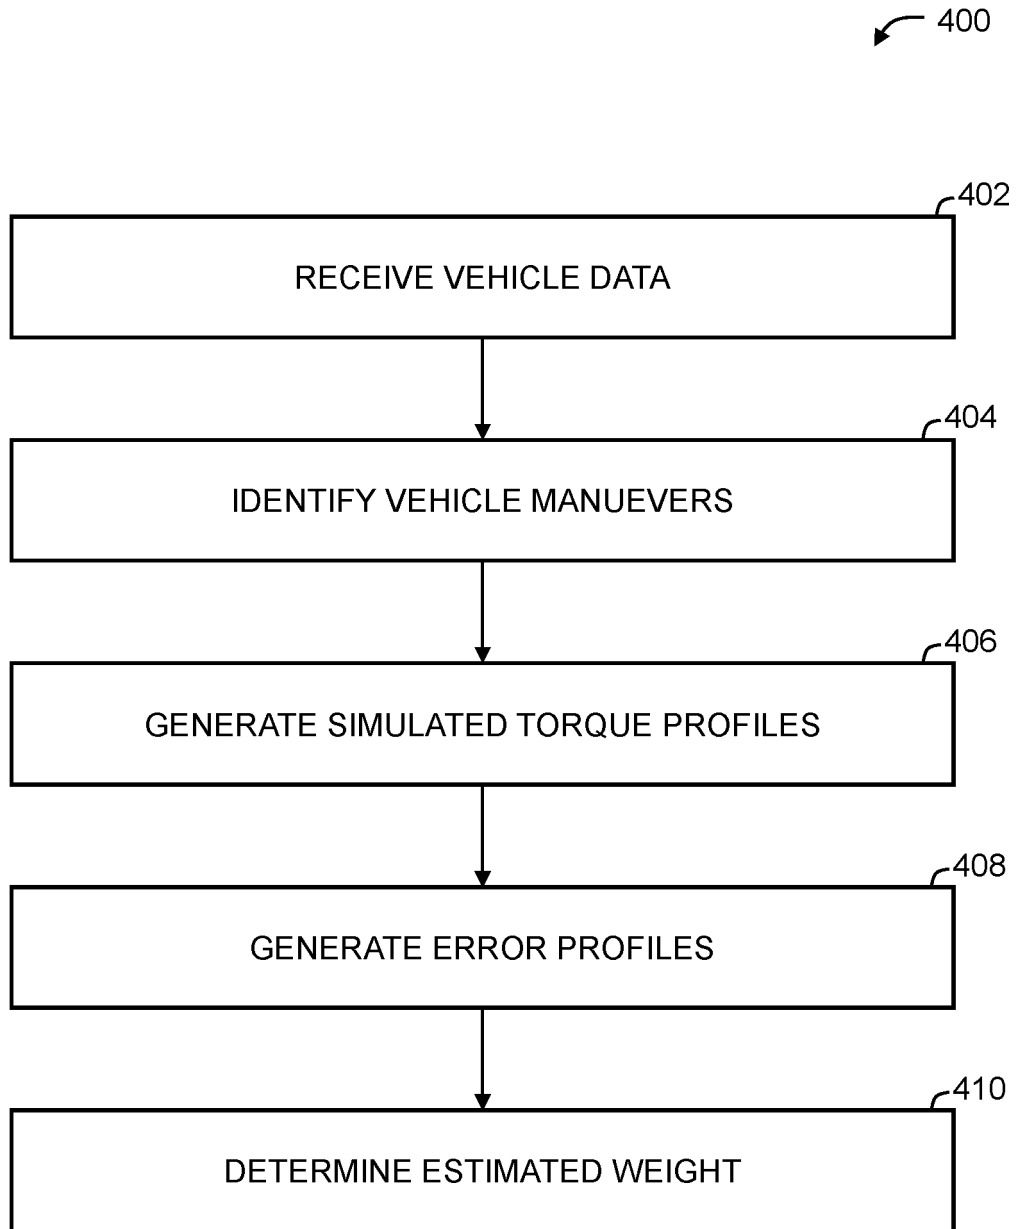 400
402
RECEIVE VEHICLE DATA
404
IDENTIFY VEHICLE MANUEVERS
406
GENERATE SIMULATED TORQUE PROFILES
408
GENERATE ERROR PROFILES
410
DETERMINE ESTIMATED WEIGHT